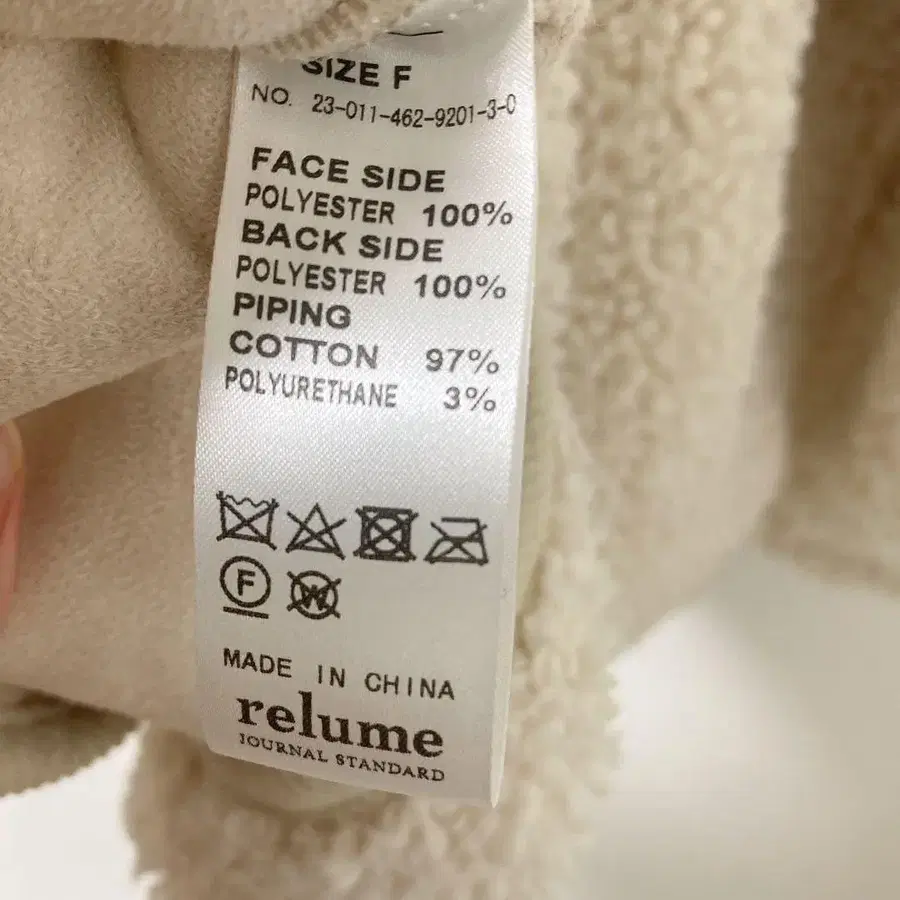 SIZE F
NO. 23-011-462-9201-3-0
FACE SIDE
POLYESTER 100%
BACK SIDE
POLYESTER 100%
PIPING
COTTON 97%
POLYURETHANE 3%
F
W
MADE IN CHINA
relume
JOURNAL STANDARD